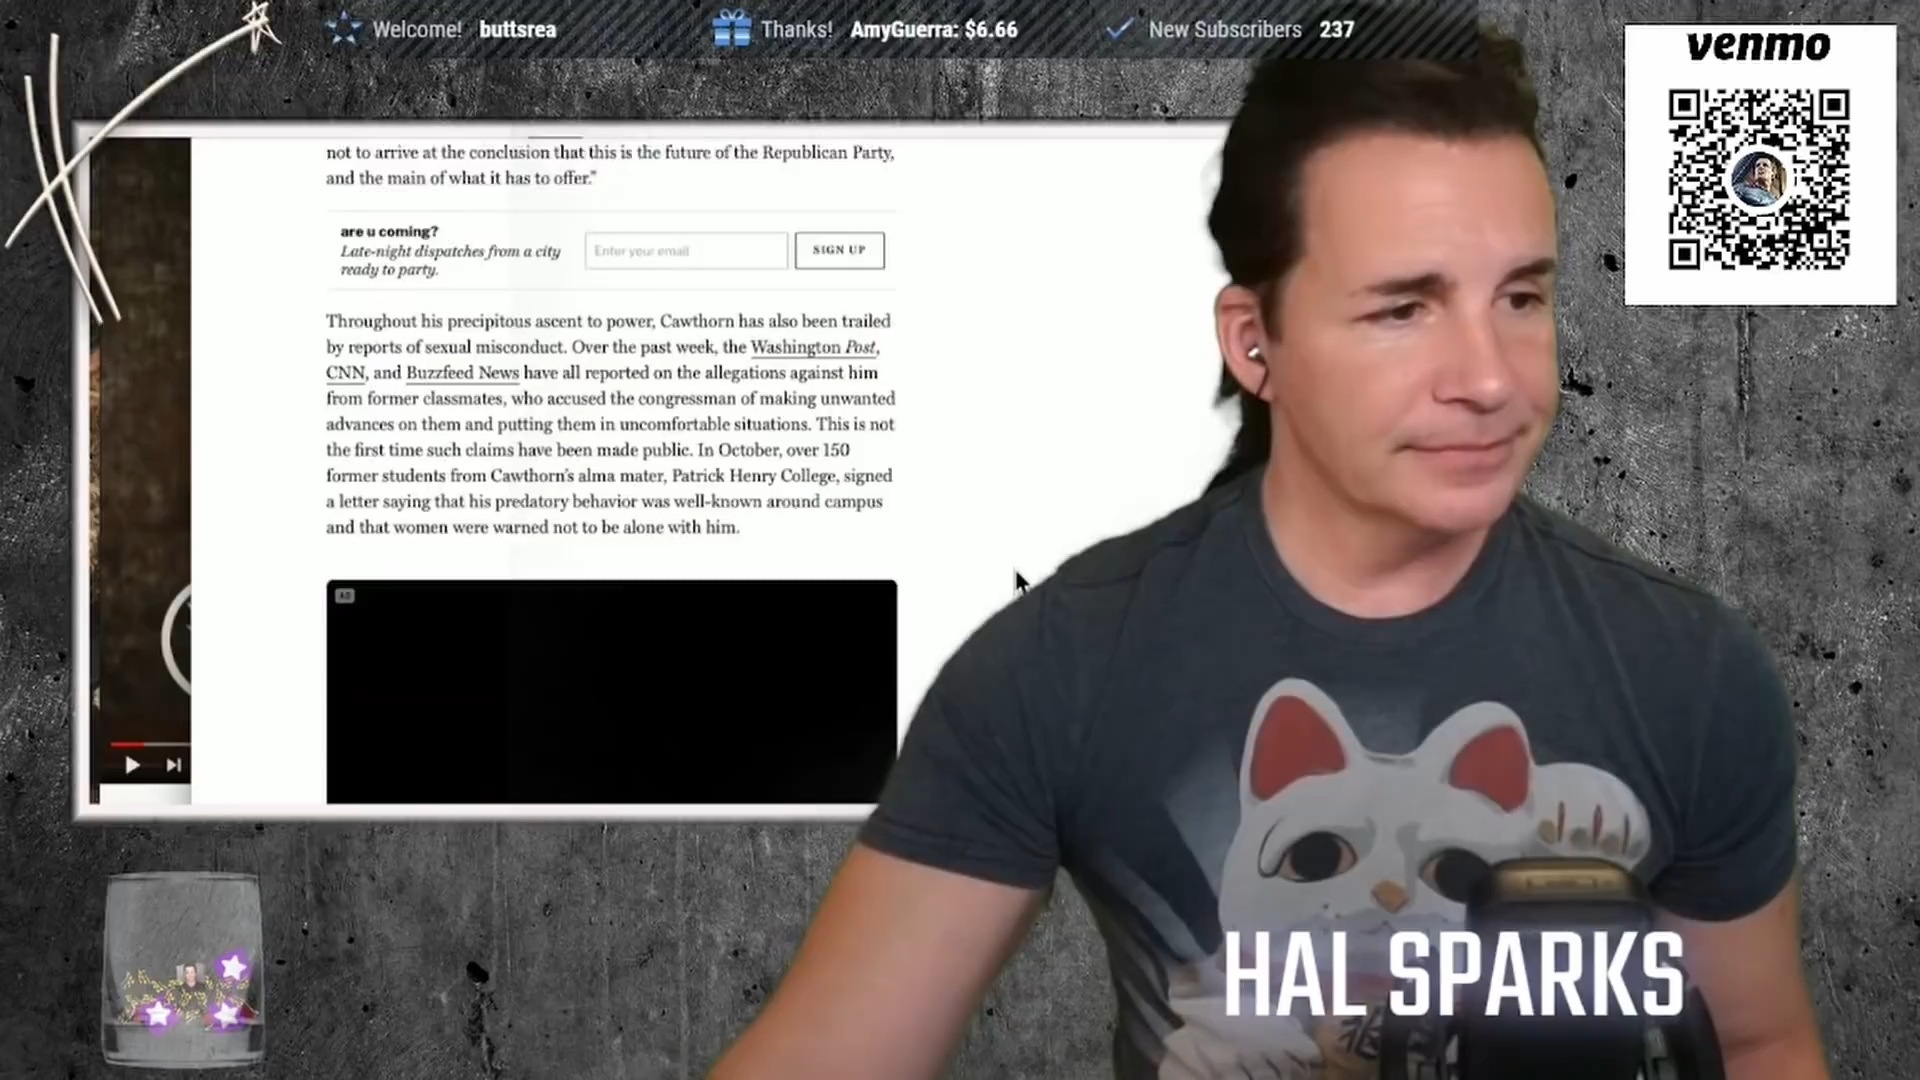 Welcome! buttsrea
Thanks! AmyGuerra: $6.66
New Subscribers 237
venmo
not to arrive at the conclusion that this is the future of the Republican Party,
and the main of what it has to offer."
are u coming?
Late-night dispatches from a city
ready to party.
Enter your email
SIGN UP
Throughout his precipitous ascent to power, Cawthorn has also been trailed
by reports of sexual misconduct. Over the past week, the Washington Post,
CNN, and Buzzfeed News have all reported on the allegations against him
from former classmates, who accused the congressman of making unwanted
advances on them and putting them in uncomfortable situations. This is not
the first time such claims have been made public. In October, over 150
former students from Cawthorn's alma mater, Patrick Henry College, signed
a letter saying that his predatory behavior was well-known around campus
and that women were warned not to be alone with him.
AD
HAL SPARKS